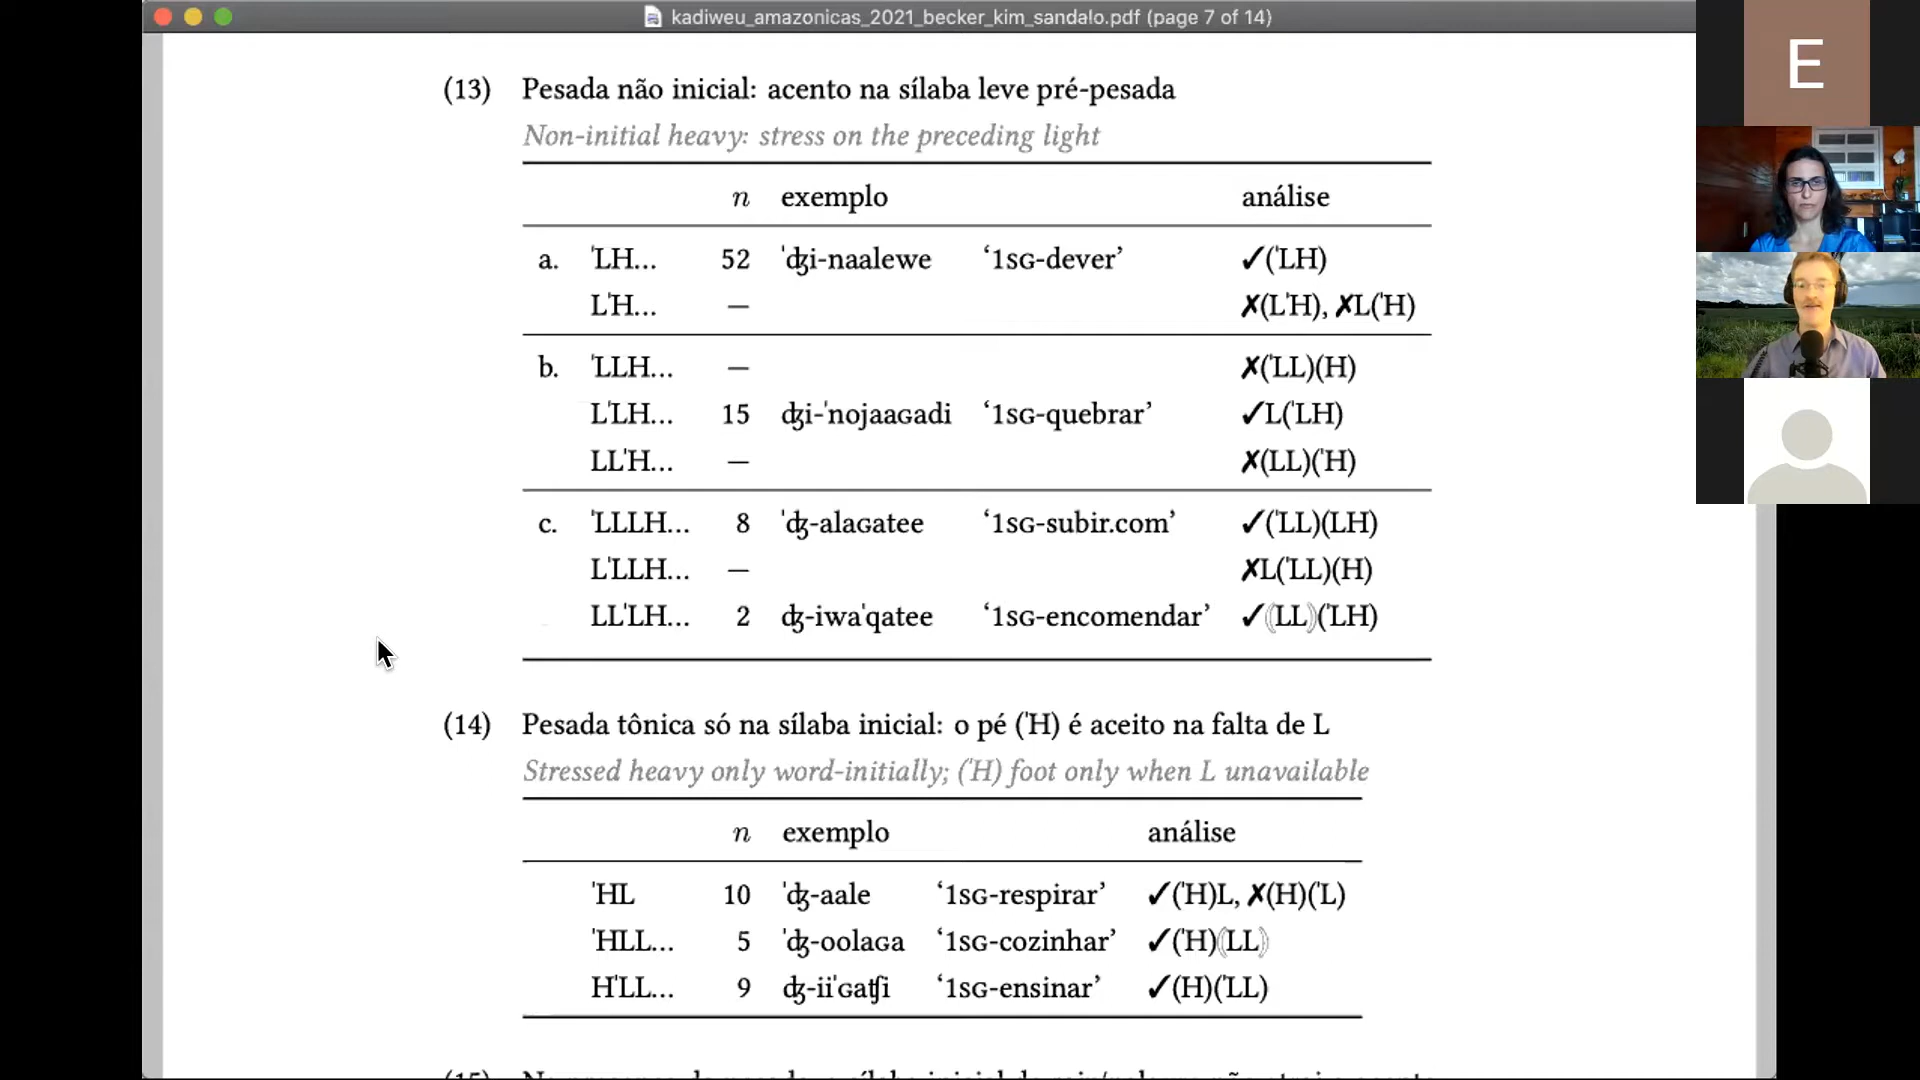 kadiweu_amazonicas_2021_becker_kim_sandalo.pdf (page 7 of 14)
E
(13) Pesada não inicial: acento na sílaba leve pré-pesada
Non-initial heavy: stress on the preceding light
n exemplo análise
a. ˈLH… 52 ˈʤi-naalewe ‘1SG-dever’ ✓(ˈLH)
LˈH… — ✗(LˈH), ✗L(ˈH)
b. ˈLLH… — ✗(ˈLL)(H)
LˈLH… 15 ʤi-ˈnojaaɢadi ‘1SG-quebrar’ ✓L(ˈLH)
LLˈH… — ✗(LL)(ˈH)
c. ˈLLLH… 8 ˈʤ-alaɢatee ‘1SG-subir.com’ ✓(ˈLL)(LH)
LˈLLH… — ✗L(ˈLL)(H)
LLˈLH… 2 ʤ-iwaˈqatee ‘1SG-encomendar’ ✓⦅LL⦆(ˈLH)
(14) Pesada tônica só na sílaba inicial: o pé (ˈH) é aceito na falta de L
Stressed heavy only word-initially; (ˈH) foot only when L unavailable
n exemplo análise
ˈHL 10 ˈʤ-aale ‘1SG-respirar’ ✓(ˈH)L, ✗(H)(ˈL)
ˈHLL… 5 ˈʤ-oolaɢa ‘1SG-cozinhar’ ✓(ˈH)⦅LL⦆
HˈLL… 9 ʤ-iiˈɢaʧi ‘1SG-ensinar’ ✓(H)(ˈLL)